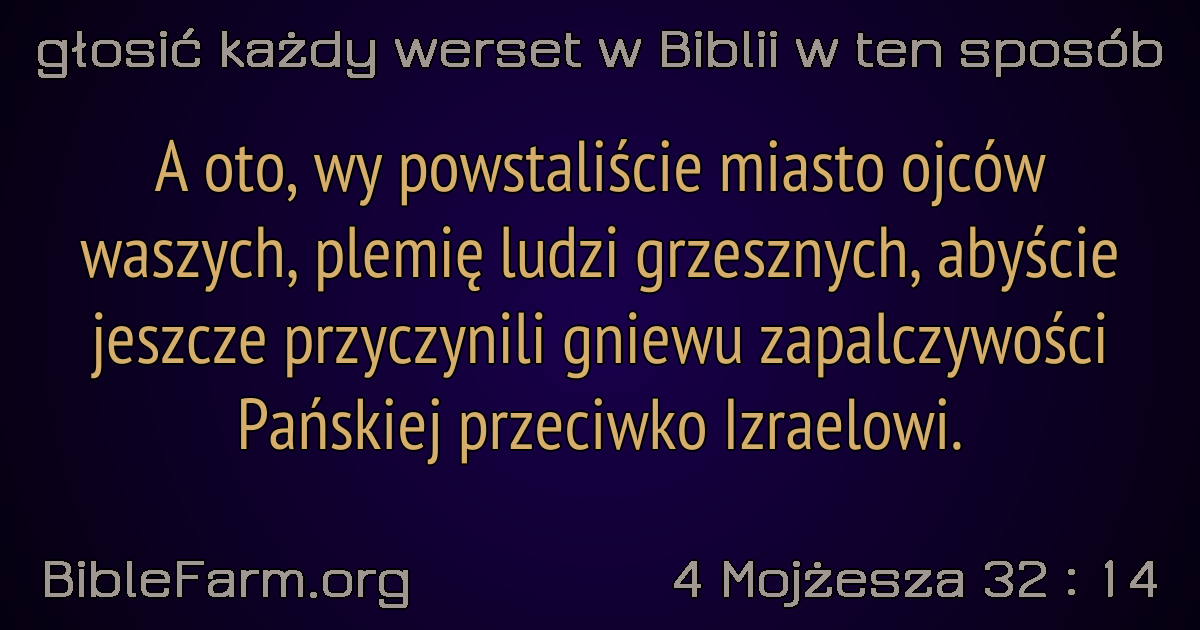 głosić każdy werset w Biblii w ten sposób
A oto, wy powstaliście miasto ojców
waszych, plemię ludzi grzesznych, abyście
jeszcze przyczynili gniewu zapalczywości
Pańskiej przeciwko Izraelowi.
BibleFarm.org
4 Mojżesza 32 : 14